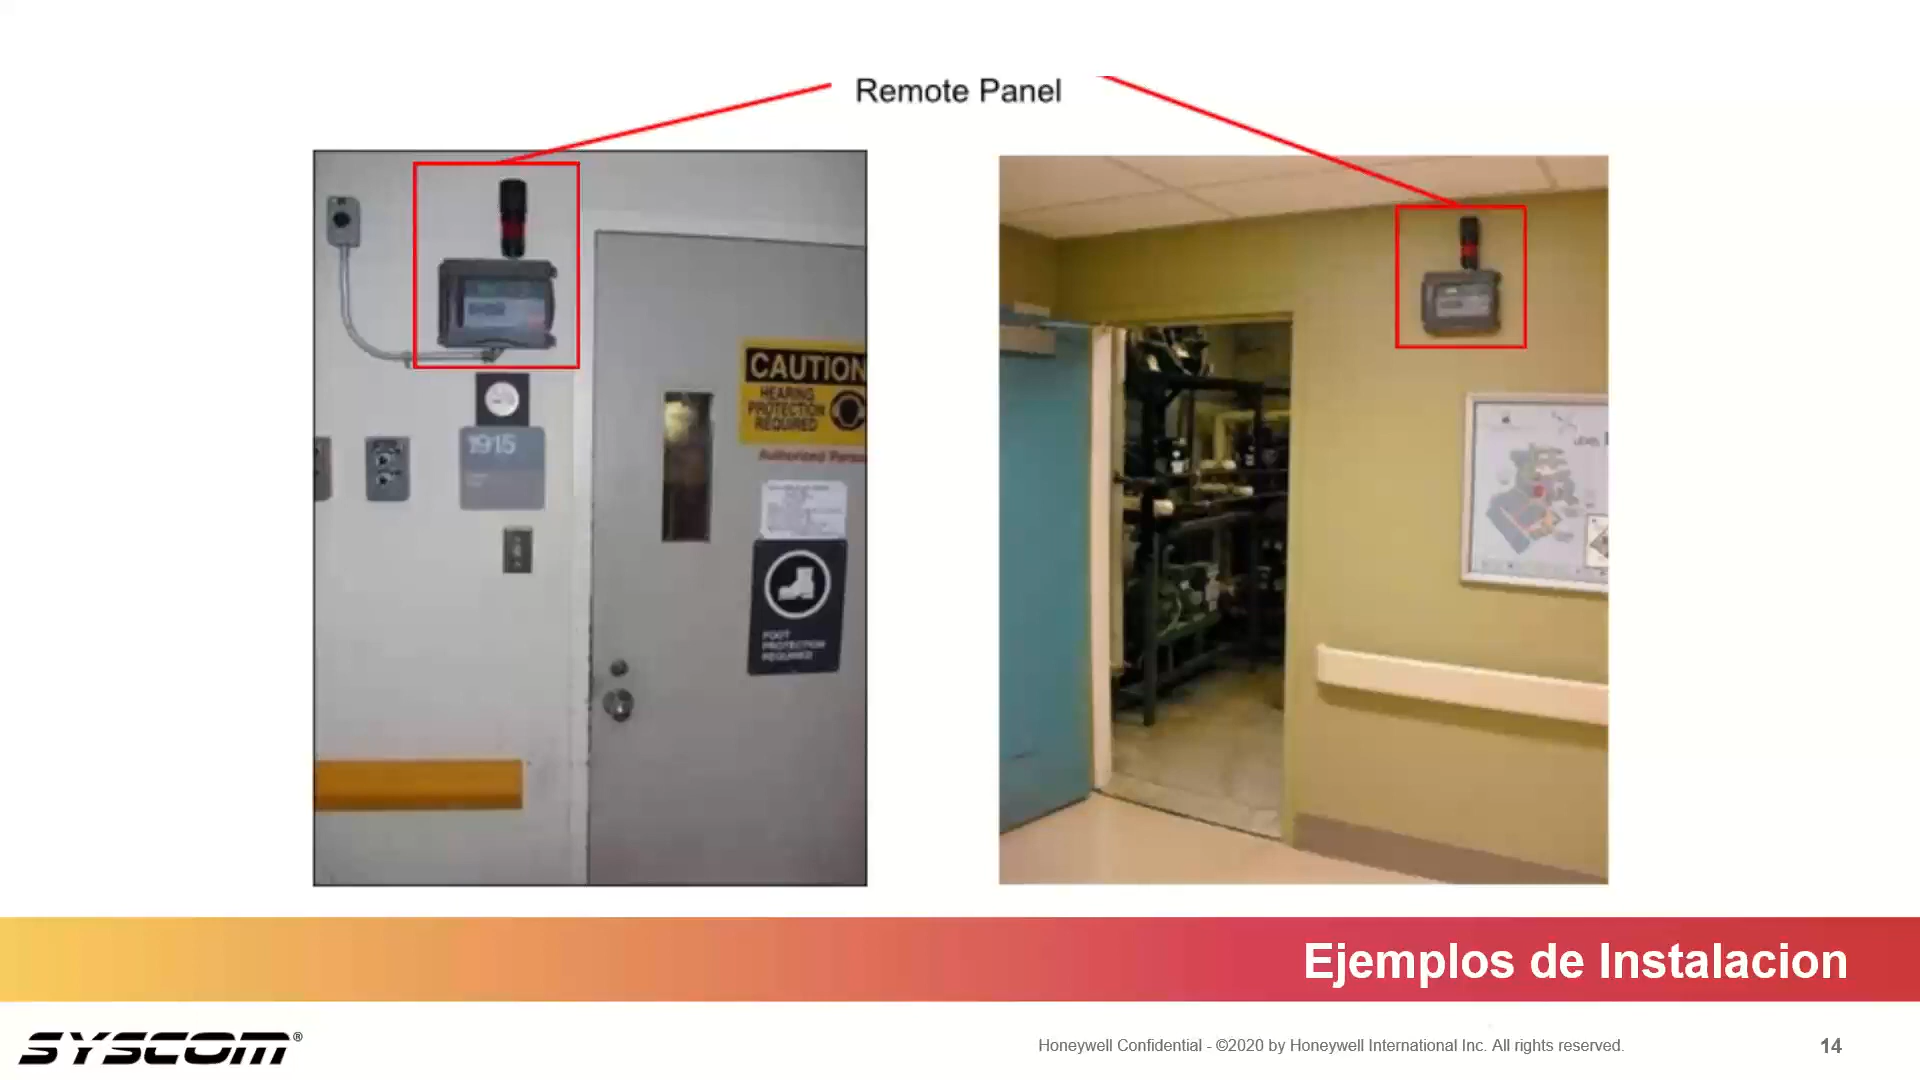 Remote Panel
CAUTION
HEARING
PROTECTION
REQUIRED
Authorized
1915
FOOT
PROTECTION
REQUIRED
Ejemplos de Instalacion
SYSCOM®
Honeywell Confidential - ©2020 by Honeywell International Inc. All rights reserved.
14